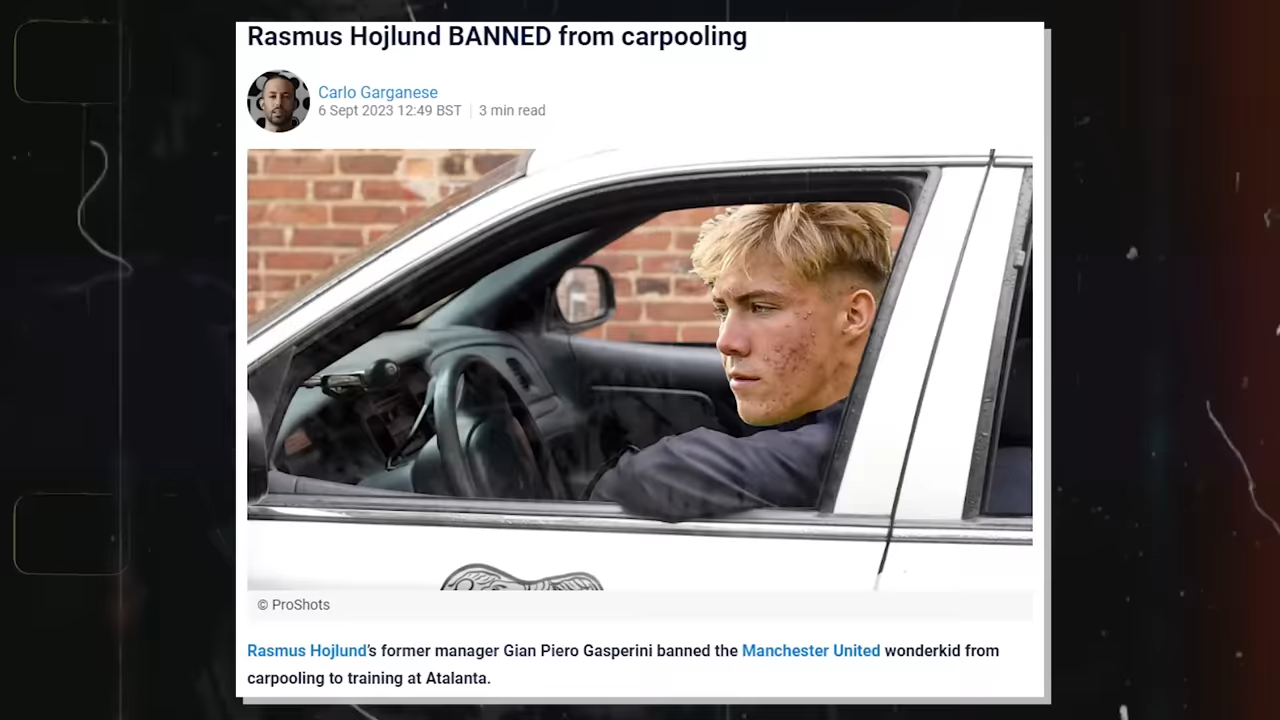 Rasmus Hojlund BANNED from carpooling
Carlo Garganese
6 Sept 2023 12:49 BST | 3 min read
© ProShots
Rasmus Hojlund's former manager Gian Piero Gasperini banned the Manchester United wonderkid from
carpooling to training at Atalanta.